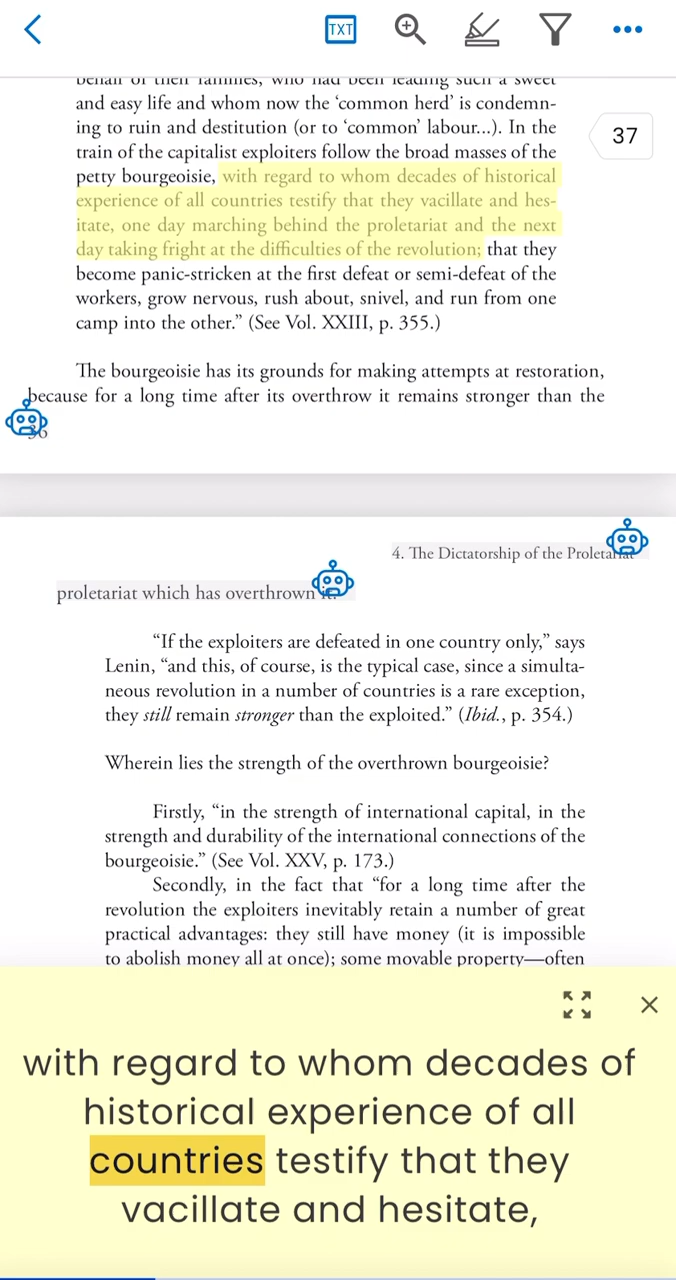 TXT
behalf of their families, who had been leading such a sweet
and easy life and whom now the ‘common herd’ is condemn-
ing to ruin and destitution (or to ‘common’ labour...). In the
37
train of the capitalist exploiters follow the broad masses of the
petty bourgeoisie, with regard to whom decades of historical
experience of all countries testify that they vacillate and hes-
itate, one day marching behind the proletariat and the next
day taking fright at the difficulties of the revolution; that they
become panic-stricken at the first defeat or semi-defeat of the
workers, grow nervous, rush about, snivel, and run from one
camp into the other.” (See Vol. XXIII, p. 355.)
The bourgeoisie has its grounds for making attempts at restoration,
because for a long time after its overthrow it remains stronger than the
36
4. The Dictatorship of the Proletariat
proletariat which has overthrown it.
“If the exploiters are defeated in one country only,” says
Lenin, “and this, of course, is the typical case, since a simulta-
neous revolution in a number of countries is a rare exception,
they still remain stronger than the exploited.” (Ibid., p. 354.)
Wherein lies the strength of the overthrown bourgeoisie?
Firstly, “in the strength of international capital, in the
strength and durability of the international connections of the
bourgeoisie.” (See Vol. XXV, p. 173.)
Secondly, in the fact that “for a long time after the
revolution the exploiters inevitably retain a number of great
practical advantages: they still have money (it is impossible
to abolish money all at once); some movable property—often
with regard to whom decades of
historical experience of all
countries testify that they
vacillate and hesitate,